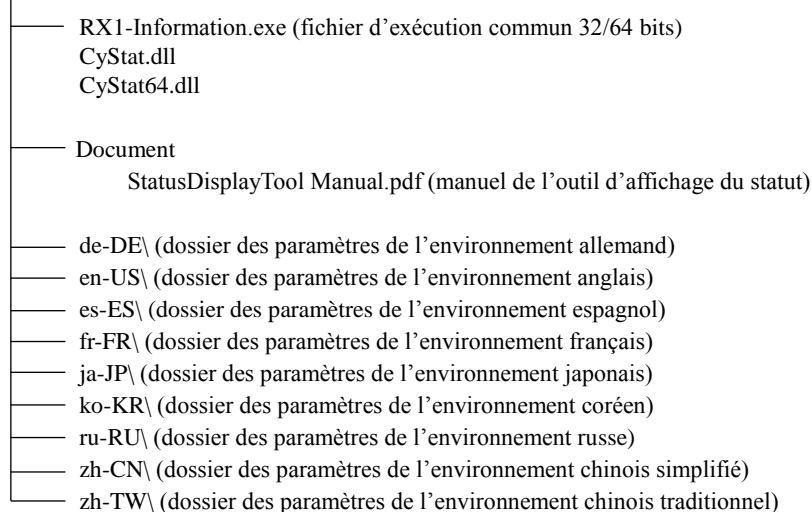 RX1-Information.exe (fichier d’exécution commun 32/64 bits)
CyStat.dll
CyStat64.dll
Document
StatusDisplayTool Manual.pdf (manuel de l’outil d’affichage du statut)
de-DE\ (dossier des paramètres de l’environnement allemand)
en-US\ (dossier des paramètres de l’environnement anglais)
es-ES\ (dossier des paramètres de l’environnement espagnol)
fr-FR\ (dossier des paramètres de l’environnement français)
ja-JP\ (dossier des paramètres de l’environnement japonais)
ko-KR\ (dossier des paramètres de l’environnement coréen)
ru-RU\ (dossier des paramètres de l’environnement russe)
zh-CN\ (dossier des paramètres de l’environnement chinois simplifié)
zh-TW\ (dossier des paramètres de l’environnement chinois traditionnel)